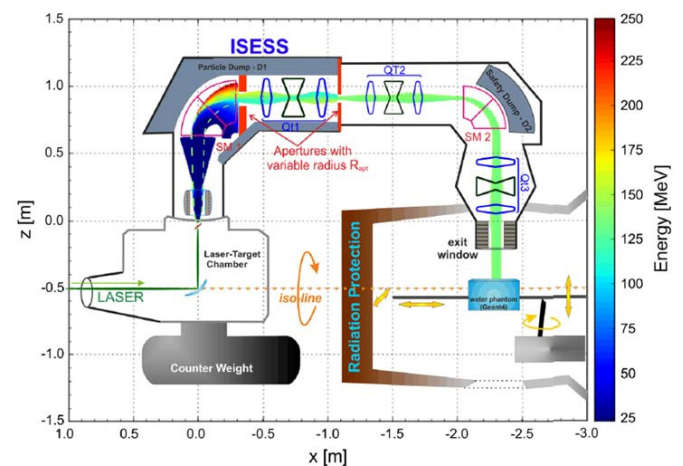 ISESS
Particle Dump - D1
Safety Dump - D2
QT2
Qt1
SM 1
SM 2
Apertures with
variable radius Rapt
Qt3
exit
window
Laser-Target
Chamber
LASER
iso-line
Radiation Protection
water phantom
(Geant4)
Counter Weight
1.5
1.0
0.5
0.0
-0.5
-1.0
-1.5
z [m]
1.0
0.5
0.0
-0.5
-1.0
-1.5
-2.0
-2.5
-3.0
x [m]
250
225
200
175
150
125
100
75
50
25
Energy [MeV]